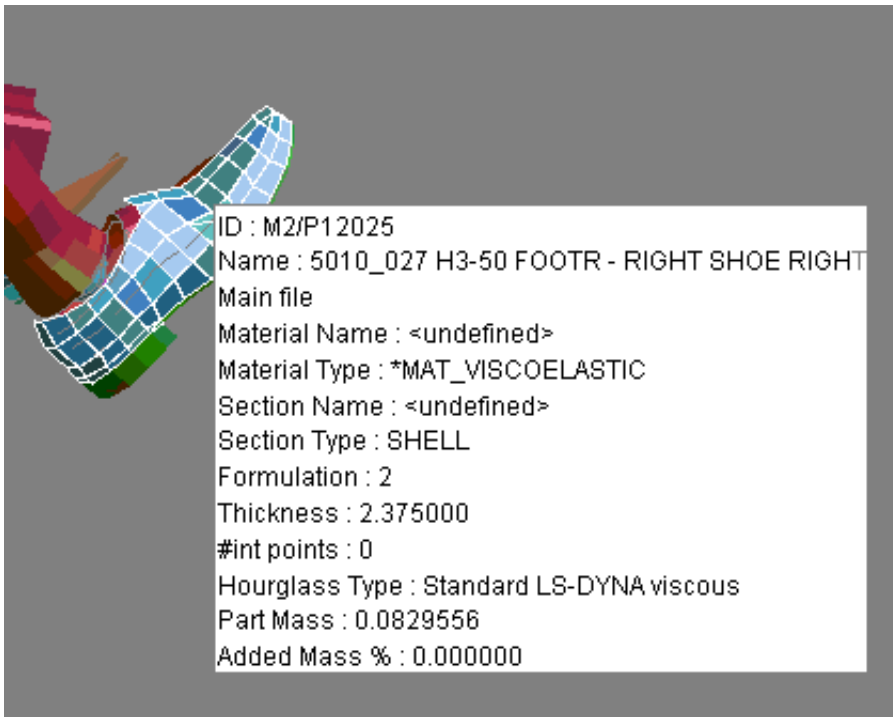 ID : M2/P12025
Name : 5010_027 H3-50 FOOTR - RIGHT SHOE RIGHT
Main file
Material Name : <undefined>
Material Type : *MAT_VISCOELASTIC
Section Name : <undefined>
Section Type : SHELL
Formulation : 2
Thickness : 2.375000
#int points : 0
Hourglass Type : Standard LS-DYNA viscous
Part Mass : 0.0829556
Added Mass % : 0.000000